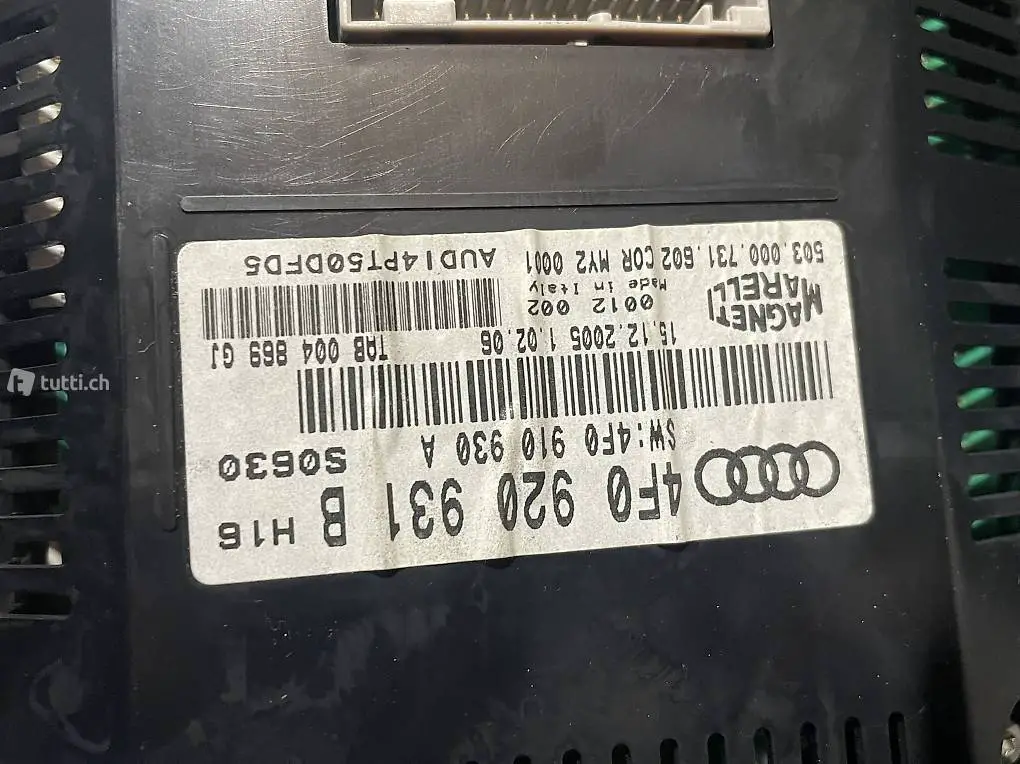 4F0 920 931 B H16
SW:4F0 910 930 A S0630
15.12.2005 1.02.06 TAB 004 869 GJ
MAGNETI
MARELLI
0012 002
Made in Italy
503.000.731.602 COR MY2 0001 AUDI4PT50DFD5
tutti.ch